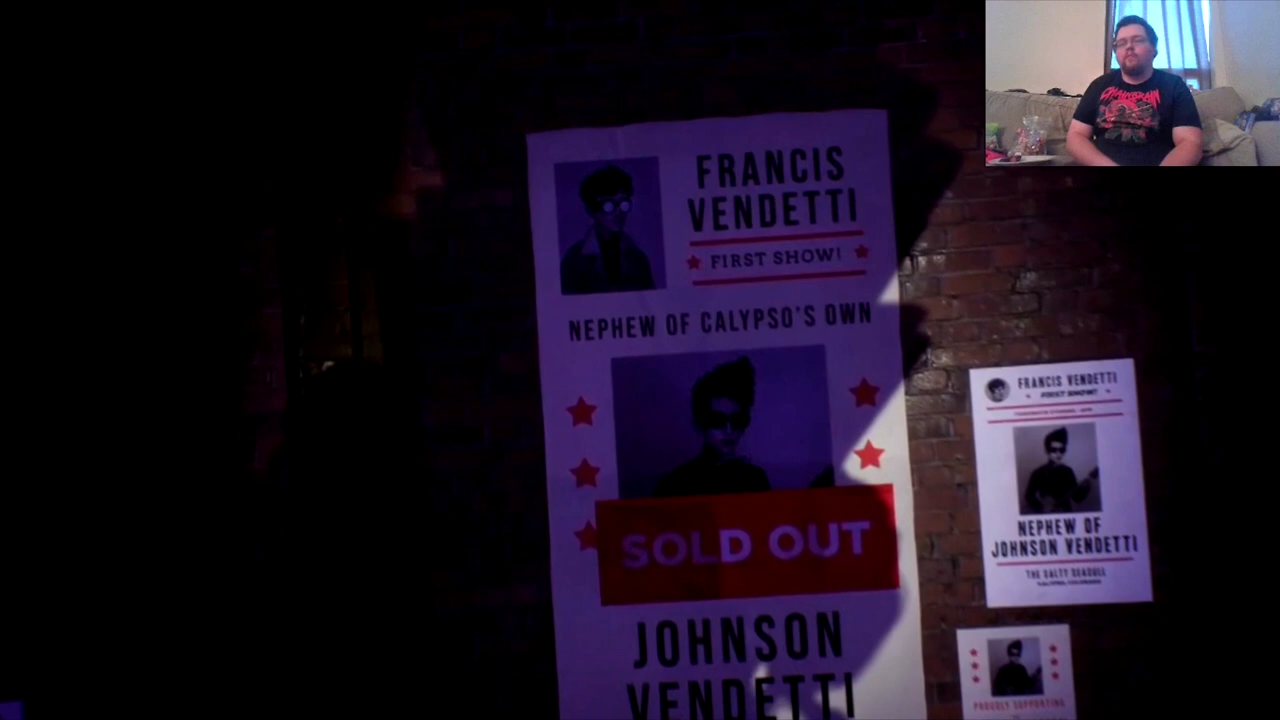 FRANCIS
VENDETTI
FIRST SHOW!
NEPHEW OF CALYPSO'S OWN
SOLD OUT
JOHNSON
VENDETTI
FRANCIS VENDETTI
FIRST SHOW!
NEPHEW OF
JOHNSON VENDETTI
THE SALTY SEAGULL
PROUDLY SUPPORTING